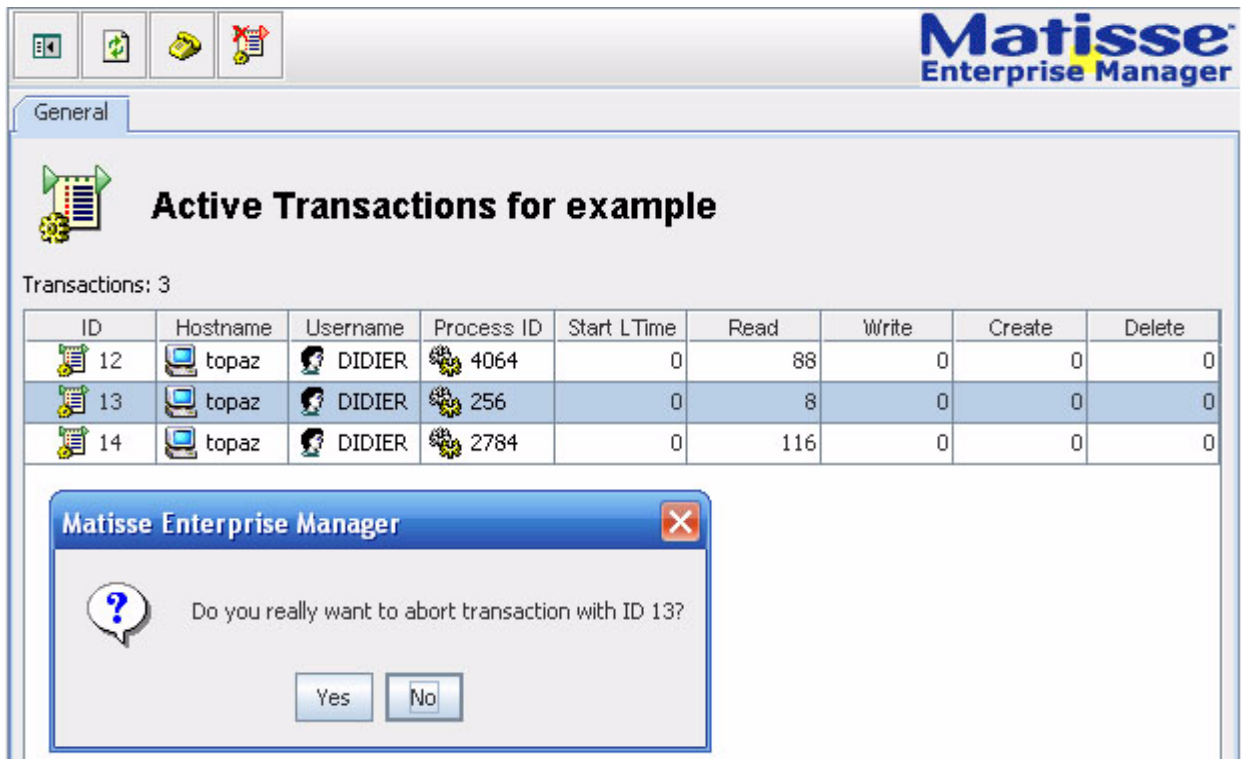 Matisse
Enterprise Manager
General
Active Transactions for example
Transactions: 3
ID Hostname Username Process ID Start LTime Read Write Create Delete
12 topaz DIDIER 4064 0 88 0 0 0
13 topaz DIDIER 256 0 8 0 0 0
14 topaz DIDIER 2784 0 116 0 0 0
Matisse Enterprise Manager
? Do you really want to abort transaction with ID 13?
Yes No